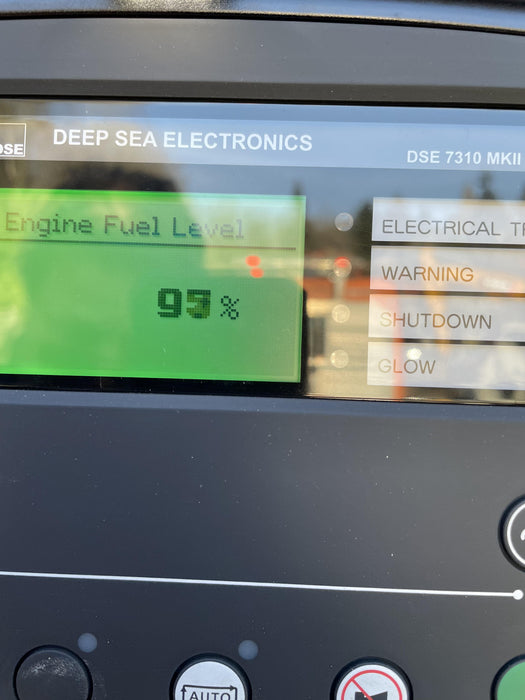 DSE
DEEP SEA ELECTRONICS
DSE 7310 MKII
Engine Fuel Level
%
ELECTRICAL
WARNING
SHUTDOWN
GLOW
AUTO